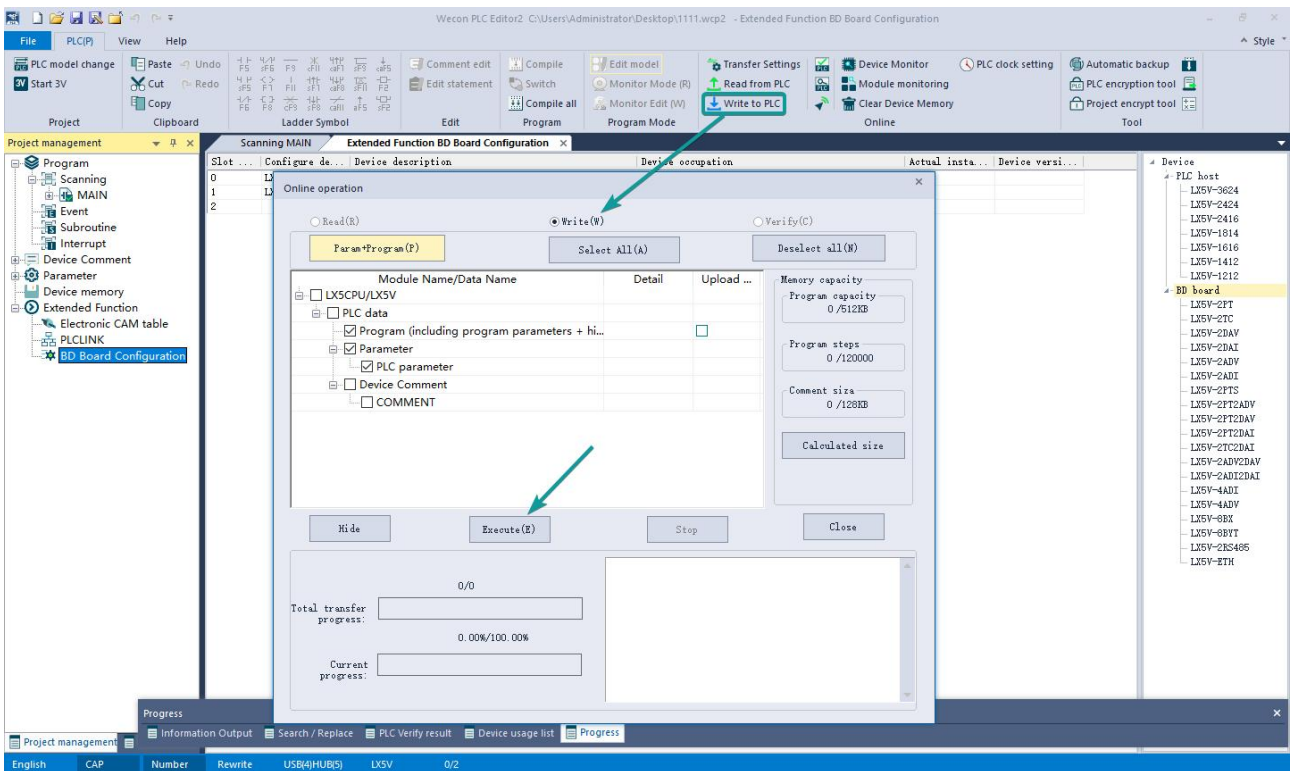 Wecon PLC Editor2 C:\Users\Administrator\Desktop\1111.wcp2 - Extended Function BD Board Configuration
File PLC(P) View Help Style
PLC model change Paste Undo Comment edit Compile Edit model Transfer Settings Device Monitor PLC clock setting Automatic backup
Start 3V Cut Redo Edit statement Switch Monitor Mode (R) Read from PLC Module monitoring PLC encryption tool
Copy Compile all Monitor Edit (W) Write to PLC Clear Device Memory Project encrypt tool
Project Clipboard Ladder Symbol Edit Program Program Mode Online Tool
Project management Scanning MAIN Extended Function BD Board Configuration
Program
Scanning
MAIN
Event
Subroutine
Interrupt
Device Comment
Parameter
Device memory
Extended Function
Electronic CAM table
PLCLINK
BD Board Configuration
Slot ... Configure de... Device description Device occupation Actual insta... Device versi...
0
1
2
Online operation
Read(R) Write(W) Verify(C)
Param+Program(P) Select All(A) Deselect all(N)
Module Name/Data Name Detail Upload ...
LX5CPU/LX5V
PLC data
Program (including program parameters + hi...
Parameter
PLC parameter
Device Comment
COMMENT
Memory capacity
Program capacity
0 /512KB
Program steps
0 /120000
Comment size
0 /128KB
Calculated size
Hide Execute(E) Stop Close
0/0
Total transfer
progress:
0.00%/100.00%
Current
progress:
Device
PLC host
LX5V-3624
LX5V-2424
LX5V-2416
LX5V-1814
LX5V-1616
LX5V-1412
LX5V-1212
BD board
LX5V-2PT
LX5V-2TC
LX5V-2DAV
LX5V-2DAI
LX5V-2ADV
LX5V-2ADI
LX5V-2PTS
LX5V-2PT2ADV
LX5V-2PT2DAV
LX5V-2PT2DAI
LX5V-2TC2DAI
LX5V-2ADV2DAV
LX5V-2ADI2DAI
LX5V-4ADI
LX5V-4ADV
LX5V-8BX
LX5V-8BYT
LX5V-2RS485
LX5V-ETH
Progress
Project management Information Output Search / Replace PLC Verify result Device usage list Progress
English CAP Number Rewrite USB(4)HUB(5) LX5V 0/2